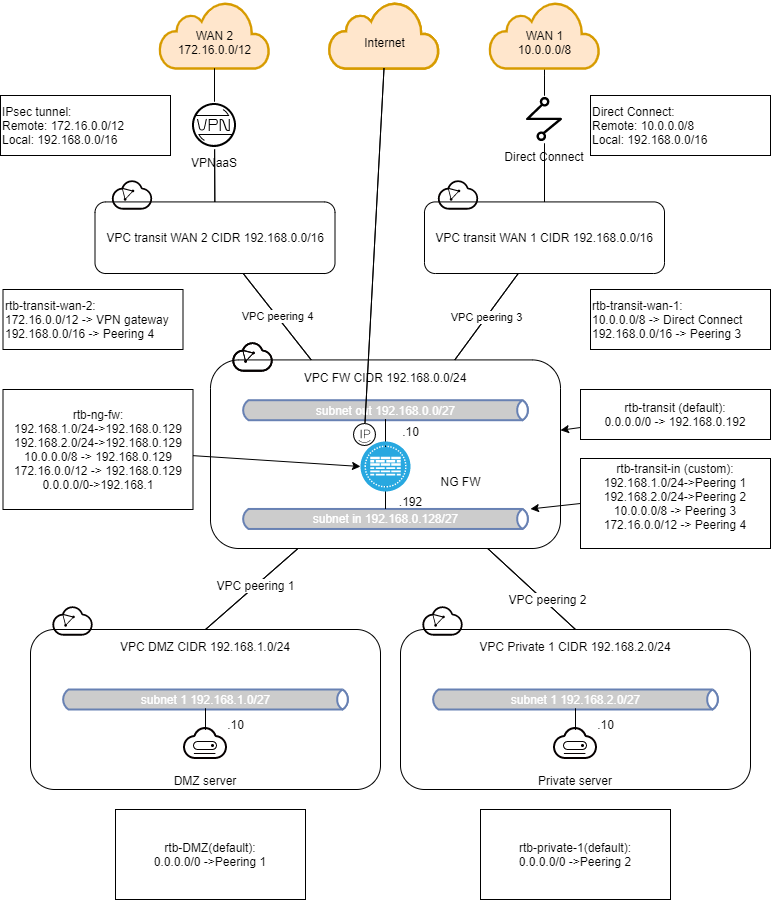 WAN 2
172.16.0.0/12
Internet
WAN 1
10.0.0.0/8
IPsec tunnel:
Remote: 172.16.0.0/12
Local: 192.168.0.0/16
VPN
VPNaaS
Direct Connect
Direct Connect:
Remote: 10.0.0.0/8
Local: 192.168.0.0/16
VPC transit WAN 2 CIDR 192.168.0.0/16
VPC transit WAN 1 CIDR 192.168.0.0/16
rtb-transit-wan-2:
172.16.0.0/12 -> VPN gateway
192.168.0.0/16 -> Peering 4
VPC peering 4
VPC peering 3
rtb-transit-wan-1:
10.0.0.0/8 -> Direct Connect
192.168.0.0/16 -> Peering 3
VPC FW CIDR 192.168.0.0/24
rtb-ng-fw:
192.168.1.0/24->192.168.0.129
192.168.2.0/24->192.168.0.129
10.0.0.0/8 -> 192.168.0.129
172.16.0.0/12 -> 192.168.0.129
0.0.0.0/0->192.168.1
subnet out 192.168.0.0/27
.10
IP
NG FW
.192
subnet in 192.168.0.128/27
rtb-transit (default):
0.0.0.0/0 -> 192.168.0.192
rtb-transit-in (custom):
192.168.1.0/24->Peering 1
192.168.2.0/24->Peering 2
10.0.0.0/8 -> Peering 3
172.16.0.0/12 -> Peering 4
VPC peering 1
VPC peering 2
VPC DMZ CIDR 192.168.1.0/24
subnet 1 192.168.1.0/27
.10
DMZ server
VPC Private 1 CIDR 192.168.2.0/24
subnet 1 192.168.2.0/27
.10
Private server
rtb-DMZ(default):
0.0.0.0/0 ->Peering 1
rtb-private-1(default):
0.0.0.0/0 ->Peering 2